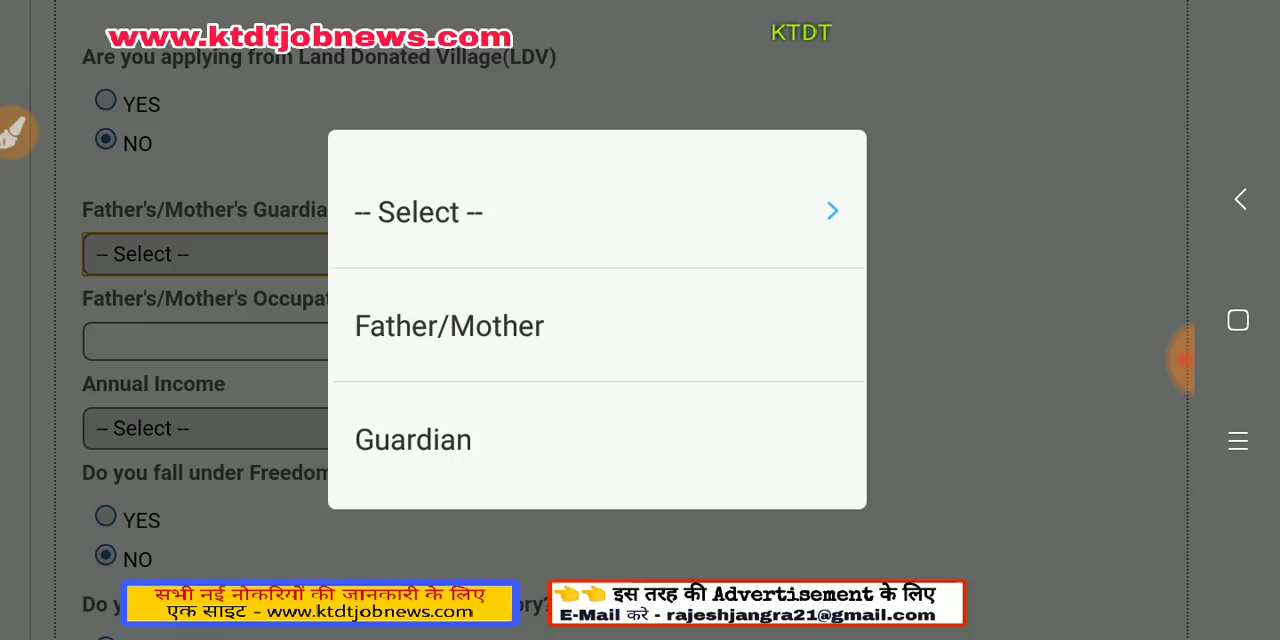 www.ktdtjobnews.com
KTDT
Are you applying from Land Donated Village(LDV)
YES
NO
Father's/Mother's Guardia
-- Select --
Father's/Mother's Occupat
Annual Income
-- Select --
Do you fall under Freedom
YES
NO
Do y
ory?
-- Select --
Father/Mother
Guardian
सभी नई नोकरियों की जानकारी के लिए
एक साइट - www.ktdtjobnews.com
👈👈 इस तरह की Advertisement के लिए
E-Mail करे - rajeshjangra21@gmail.com